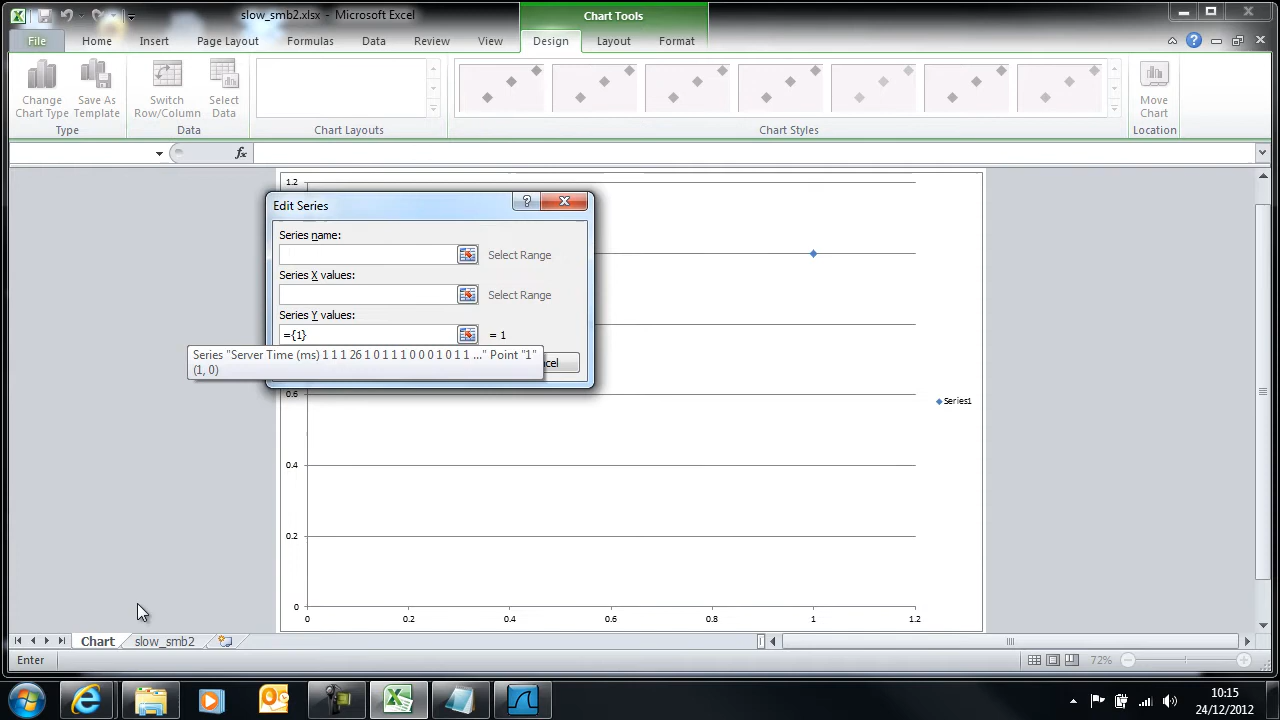 slow_smb2.xlsx - Microsoft Excel
Chart Tools
File Home Insert Page Layout Formulas Data Review View Design Layout Format
Change Chart Type
Save As Template
Switch Row/Column
Select Data
Move Chart
Type Data Chart Layouts Chart Styles Location
fx
1.2
Edit Series
Series name:
Select Range
Series X values:
Select Range
Series Y values:
={1}
= 1
Series "Server Time (ms) 1 1 1 26 1 0 1 1 1 0 0 0 1 0 1 1 ..." Point "1"
(1, 0)
cel
0.6
Series1
0.4
0.2
0
0 0.2 0.4 0.6 0.8 1 1.2
Chart slow_smb2
Enter
72%
10:15
24/12/2012